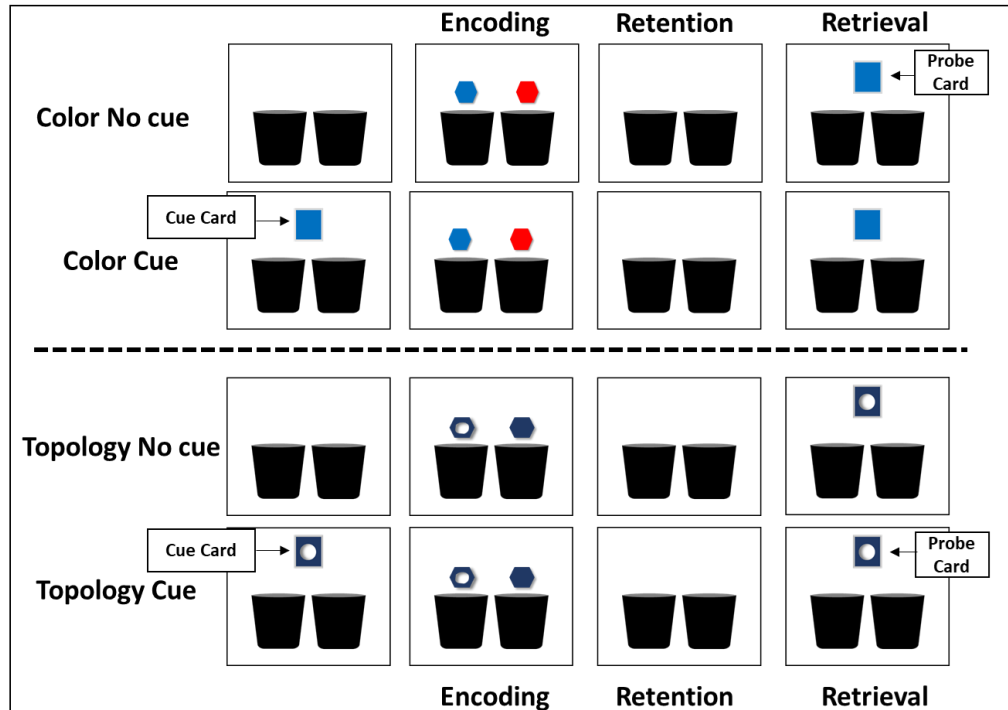 Encoding Retention Retrieval
Probe
Card
Color No cue
Cue Card
Color Cue
Topology No cue
Cue Card
Probe
Card
Topology Cue
Encoding Retention Retrieval